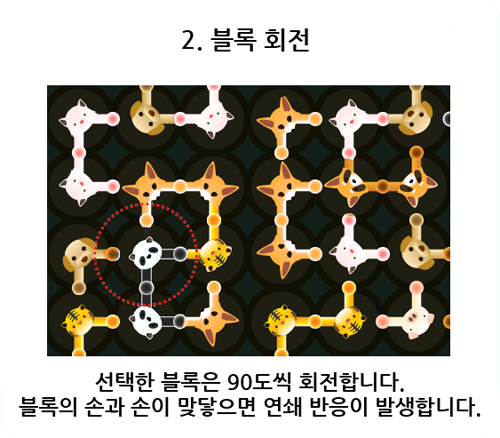 2. 블록 회전
선택한 블록은 90도씩 회전합니다.
블록의 손과 손이 맞닿으면 연쇄 반응이 발생합니다.